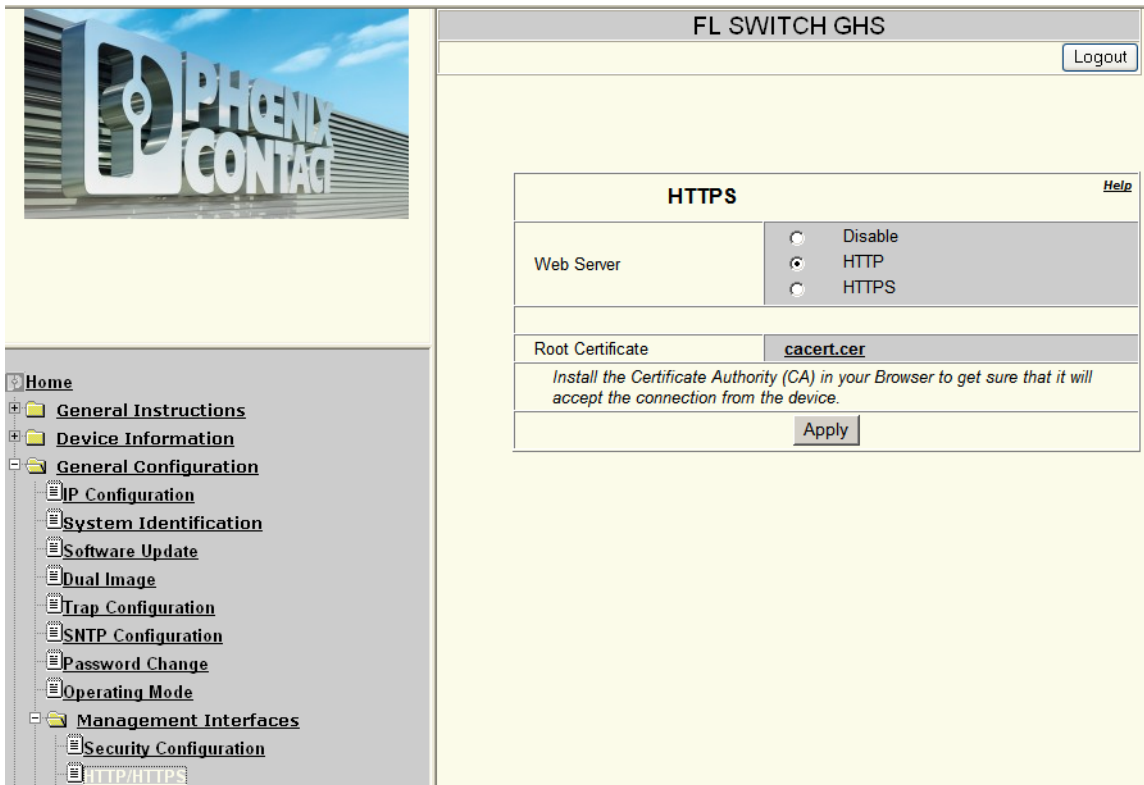 PHŒNIX
CONTACT
FL SWITCH GHS
Logout
HTTPS
Help
Web Server
Disable
HTTP
HTTPS
Root Certificate
cacert.cer
Install the Certificate Authority (CA) in your Browser to get sure that it will
accept the connection from the device.
Apply
Home
General Instructions
Device Information
General Configuration
IP Configuration
System Identification
Software Update
Dual Image
Trap Configuration
SNTP Configuration
Password Change
Operating Mode
Management Interfaces
Security Configuration
HTTP/HTTPS